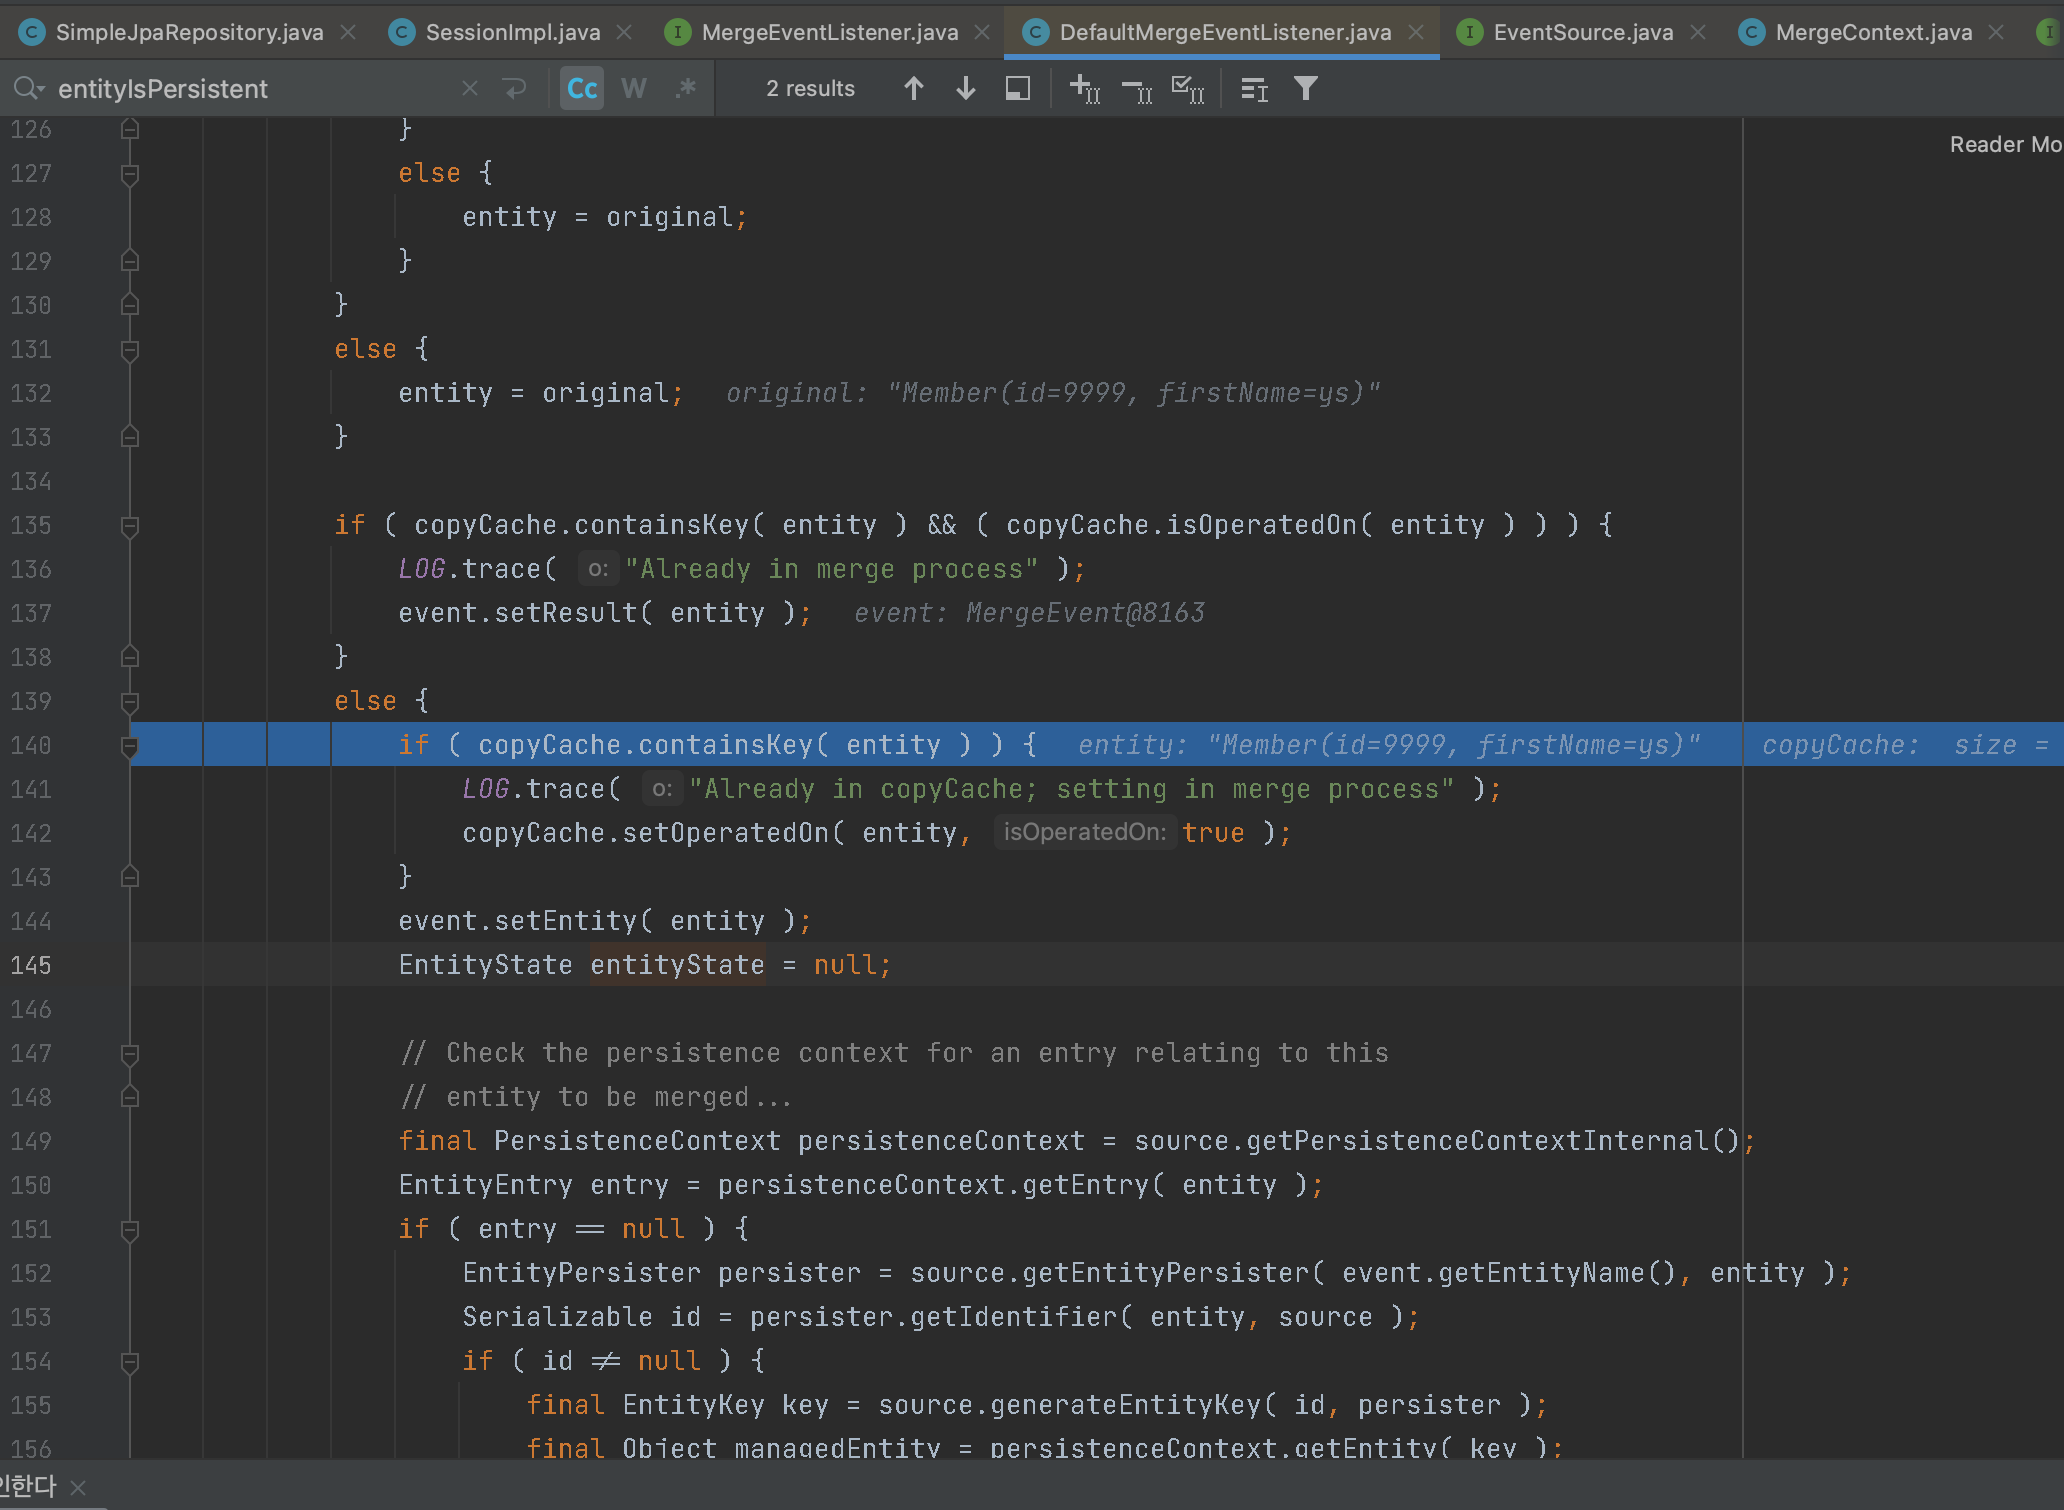 SimpleJpaRepository.java SessionImpl.java MergeEventListener.java DefaultMergeEventListener.java EventSource.java MergeContext.java
entityIsPersistent Cc W .* 2 results
126 }
Reader Mo
127 else {
128 entity = original;
129 }
130 }
131 else {
132 entity = original; original: "Member(id=9999, firstName=ys)"
133 }
134
135 if ( copyCache.containsKey( entity ) && ( copyCache.isOperatedOn( entity ) ) ) {
136 LOG.trace( o: "Already in merge process" );
137 event.setResult( entity ); event: MergeEvent@8163
138 }
139 else {
140 if ( copyCache.containsKey( entity ) ) { entity: "Member(id=9999, firstName=ys)" copyCache: size =
141 LOG.trace( o: "Already in copyCache; setting in merge process" );
142 copyCache.setOperatedOn( entity, isOperatedOn: true );
143 }
144 event.setEntity( entity );
145 EntityState entityState = null;
146
147 // Check the persistence context for an entry relating to this
148 // entity to be merged...
149 final PersistenceContext persistenceContext = source.getPersistenceContextInternal();
150 EntityEntry entry = persistenceContext.getEntry( entity );
151 if ( entry == null ) {
152 EntityPersister persister = source.getEntityPersister( event.getEntityName(), entity );
153 Serializable id = persister.getIdentifier( entity, source );
154 if ( id != null ) {
155 final EntityKey key = source.generateEntityKey( id, persister );
156 final Object managedEntity = persistenceContext.getEntity( key );
인한다